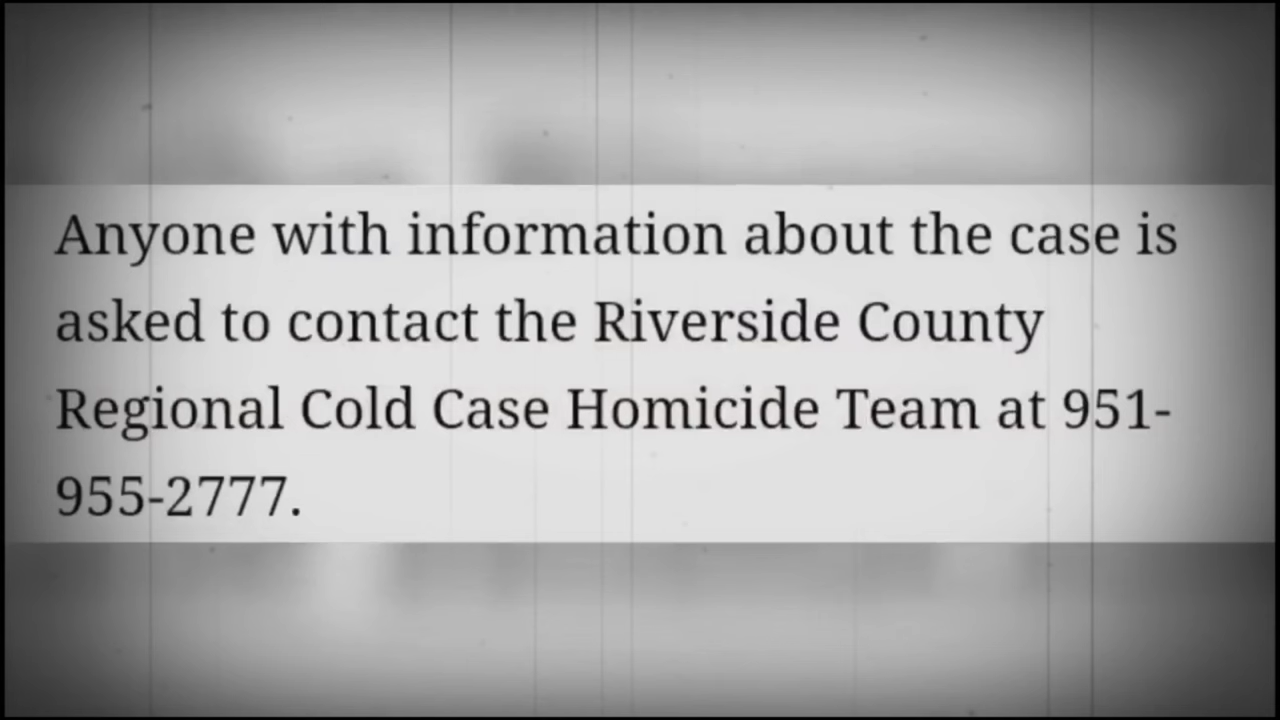 Anyone with information about the case is
asked to contact the Riverside County
Regional Cold Case Homicide Team at 951-
955-2777.